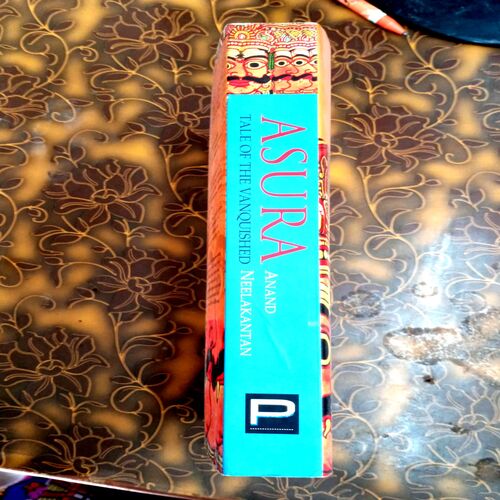 ASURA
TALE OF THE VANQUISHED
ANAND
NEELAKANTAN
P